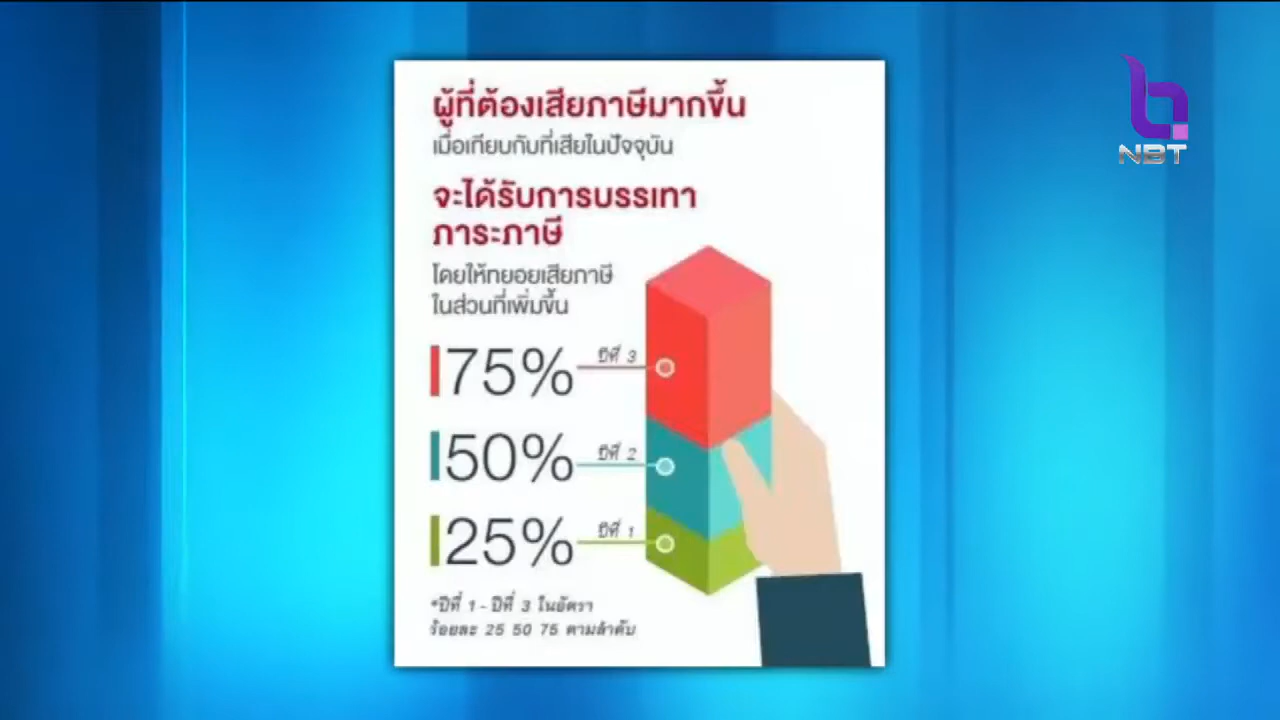 ผู้ที่ต้องเสียภาษีมากขึ้น
เมื่อเทียบกับที่เสียในปัจจุบัน
จะได้รับการบรรเทา
ภาระภาษี
โดยให้ทยอยเสียภาษี
ในส่วนที่เพิ่มขึ้น
75% ปีที่ 3
50% ปีที่ 2
25% ปีที่ 1
*ปีที่ 1 - ปีที่ 3 ในอัตรา
ร้อยละ 25 50 75 ตามลำดับ
NBT